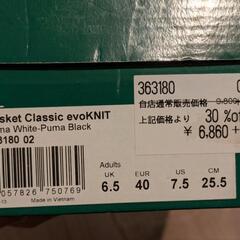 363180
自店通常販売価格
上記価格より 30 %
¥6,860
sket Classic evoKNIT
ma White-Puma Black
3180 02
Adults
UK EUR US CM
6.5 40 7.5 25.5
057826 750769
Made in Vietnam